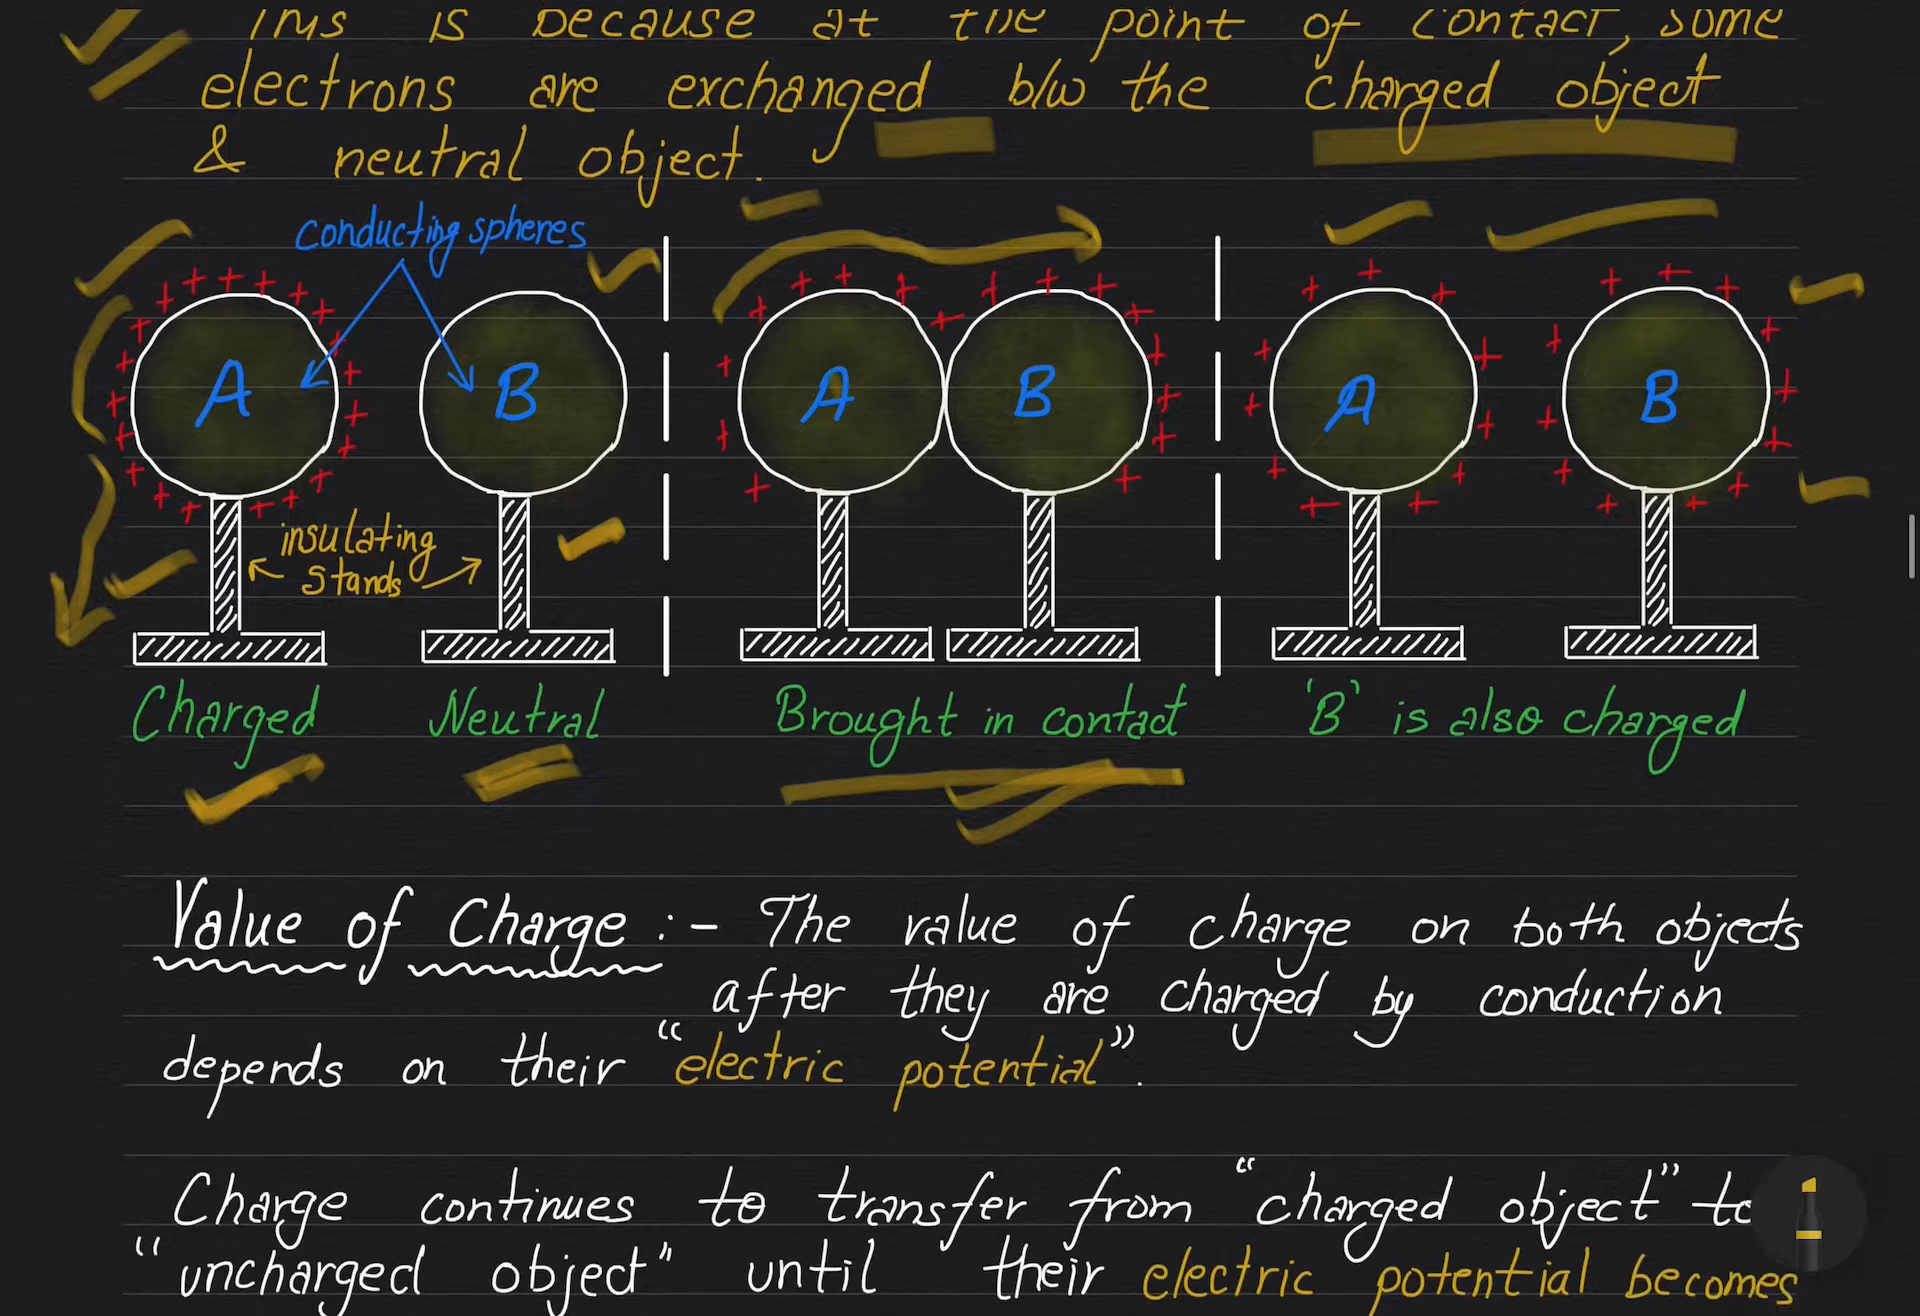 This is because at the point of contact, some
electrons are exchanged b/w the charged object
& neutral object.
conducting spheres
A
B
A
B
A
B
insulating
stands
Charged
Neutral
Brought in contact
'B' is also charged
Value of Charge :- The value of charge on both objects
after they are charged by conduction
depends on their "electric potential".
Charge continues to transfer from "charged object" to
"uncharged object" until their electric potential becomes